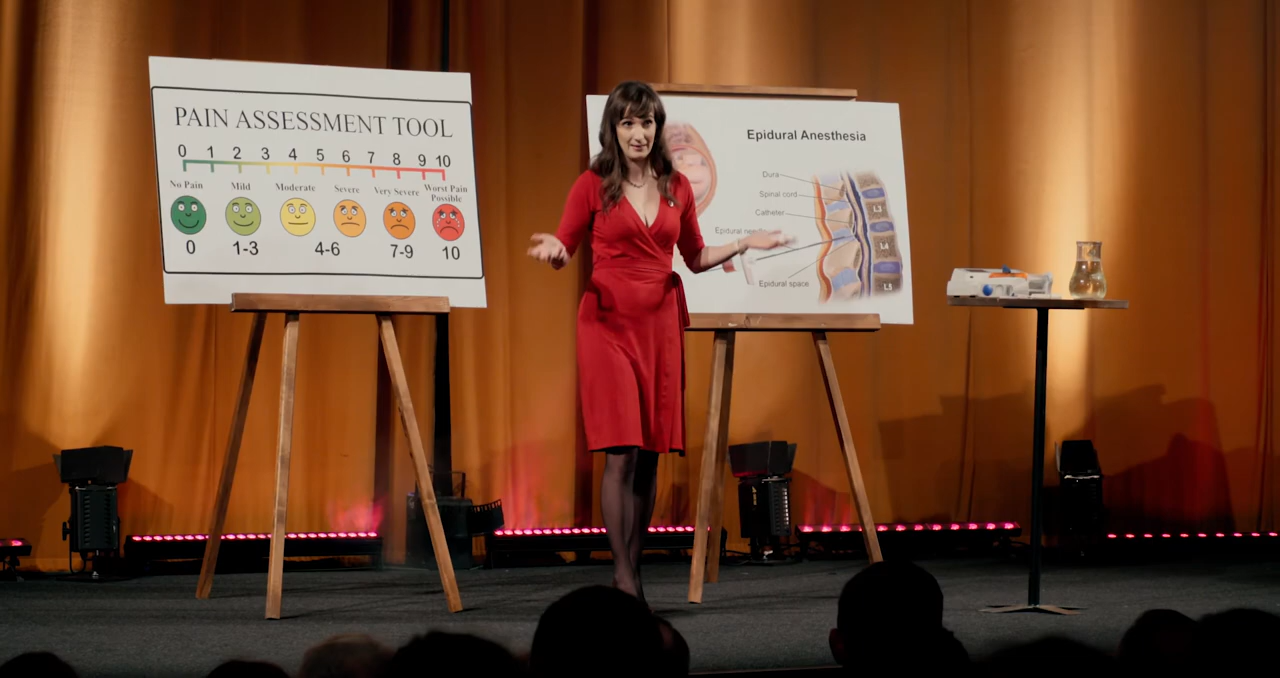 PAIN ASSESSMENT TOOL
0 1 2 3 4 5 6 7 8 9 10
No Pain Mild Moderate Severe Very Severe Worst Pain Possible
0 1-3 4-6 7-9 10
Epidural Anesthesia
Dura
Spinal cord
Catheter
Epidural
Epidural space
L3
L4
L5